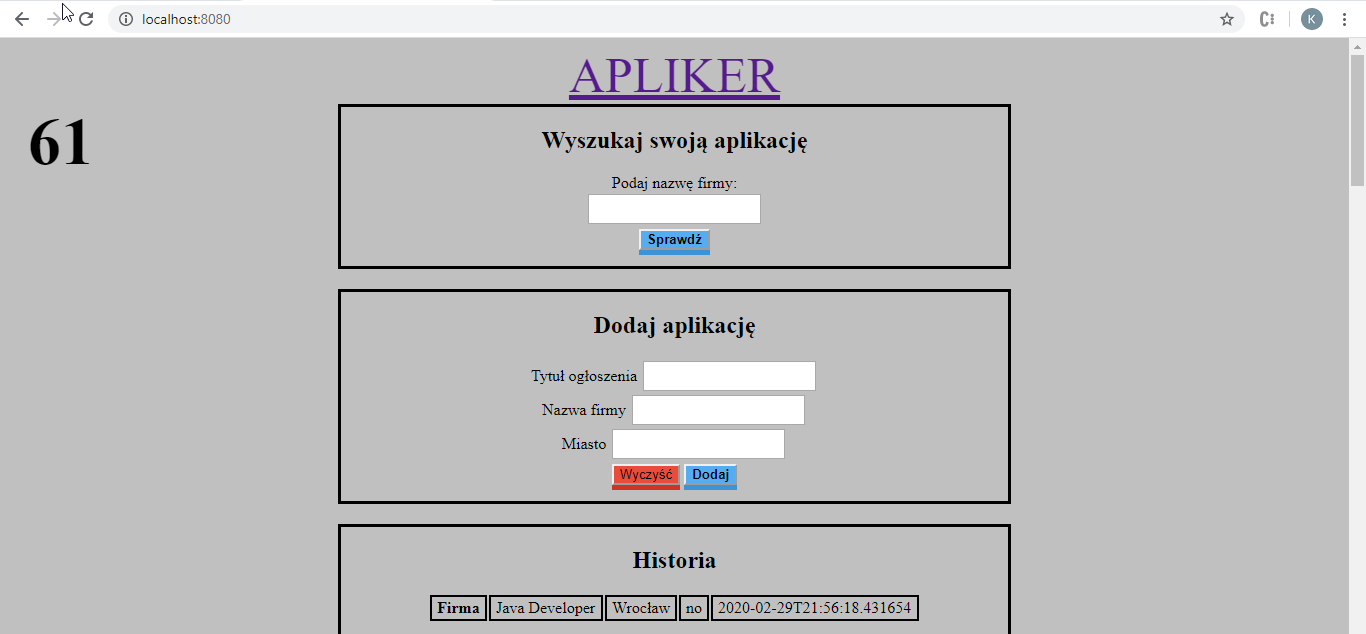 localhost:8080
K
APLIKER
61
Wyszukaj swoją aplikację
Podaj nazwę firmy:
Sprawdź
Dodaj aplikację
Tytuł ogłoszenia
Nazwa firmy
Miasto
Wyczyść Dodaj
Historia
Firma Java Developer Wrocław no 2020-02-29T21:56:18.431654